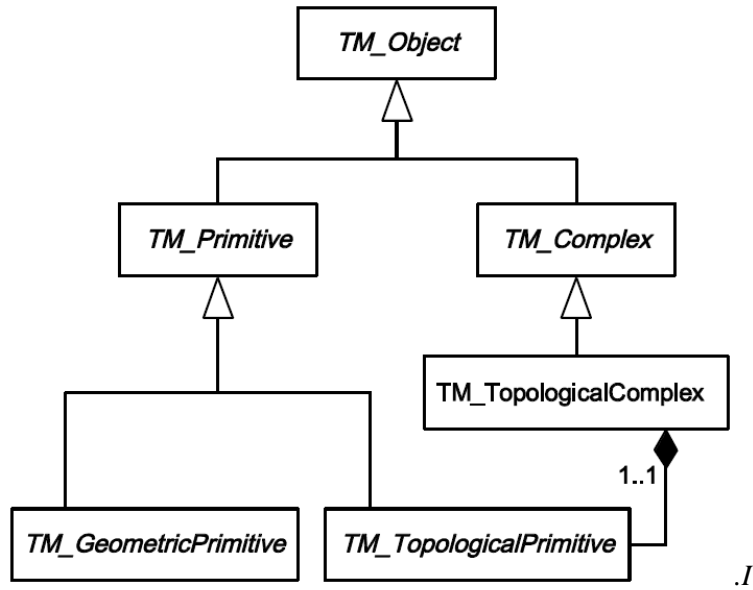 TM_Object
TM_Primitive
TM_Complex
TM_TopologicalComplex
1..1
TM_GeometricPrimitive
TM_TopologicalPrimitive
.I